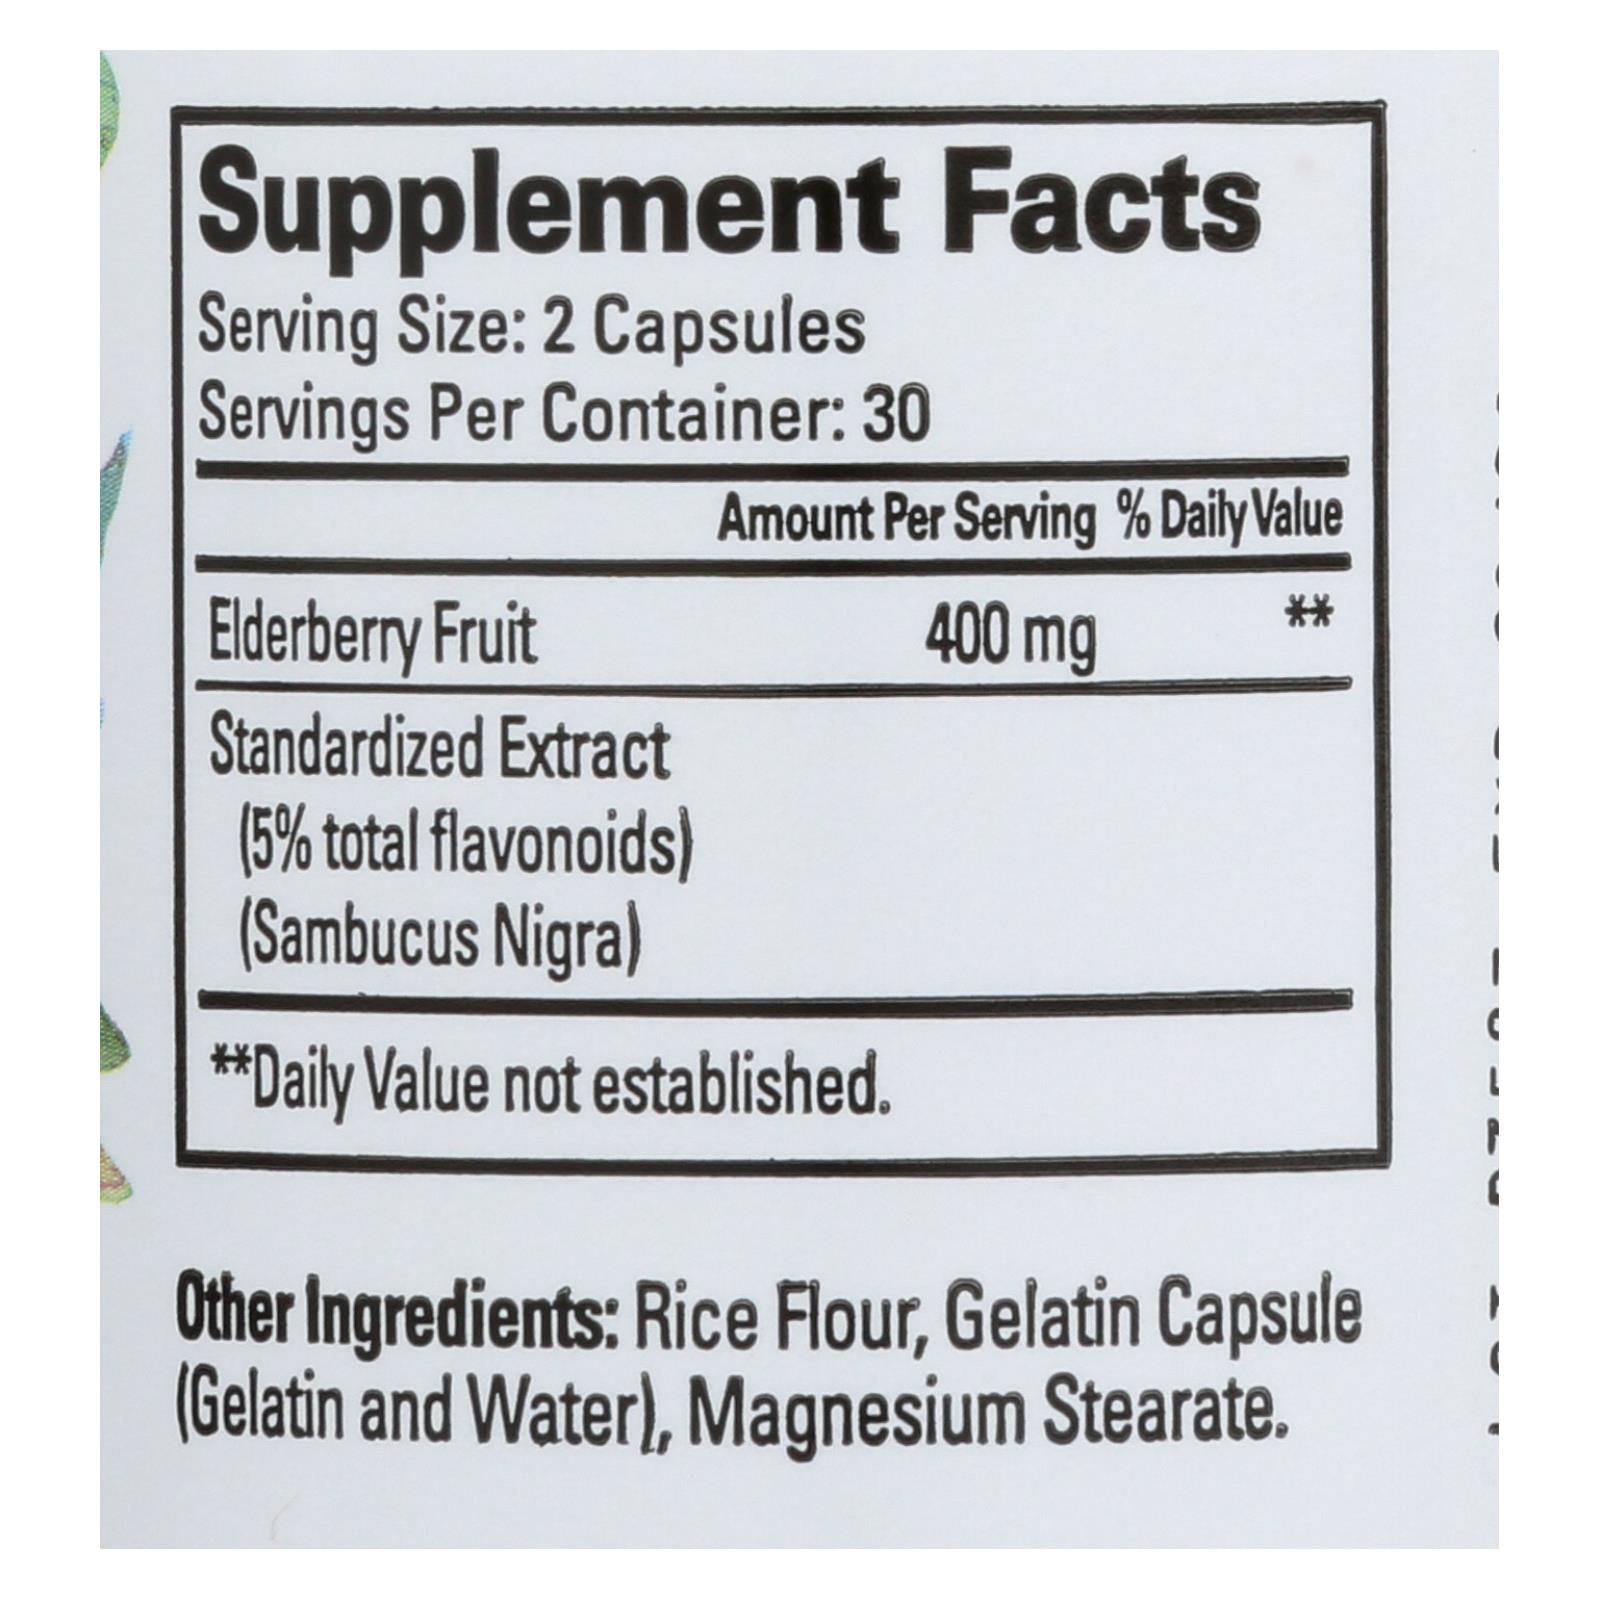 Supplement Facts
Serving Size: 2 Capsules
Servings Per Container: 30
Amount Per Serving % Daily Value
Elderberry Fruit 400 mg **
Standardized Extract
(5% total flavonoids)
(Sambucus Nigra)
**Daily Value not established.
Other Ingredients: Rice Flour, Gelatin Capsule
(Gelatin and Water), Magnesium Stearate.